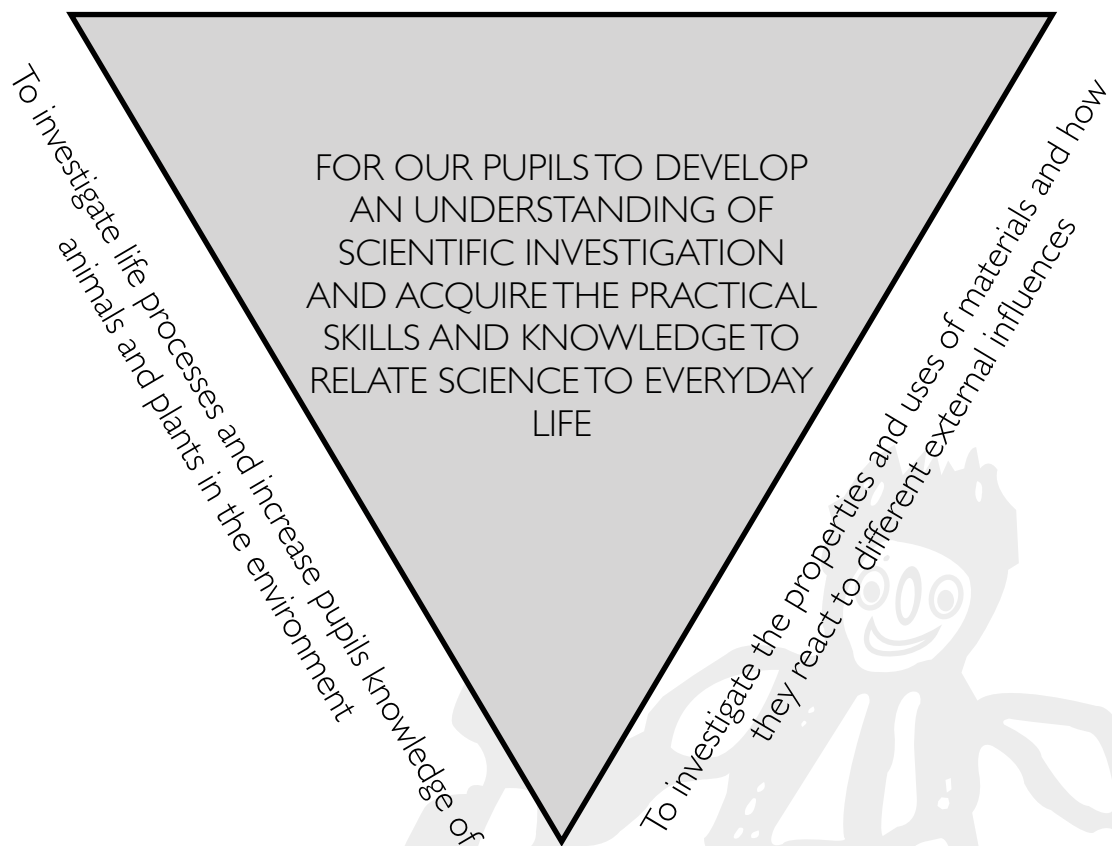 FOR OUR PUPILS TO DEVELOP
AN UNDERSTANDING OF
SCIENTIFIC INVESTIGATION
AND ACQUIRE THE PRACTICAL
SKILLS AND KNOWLEDGE TO
RELATE SCIENCE TO EVERYDAY
LIFE
To investigate life processes and increase pupils knowledge of
animals and plants in the environment
To investigate the properties and uses of materials and how
they react to different external influences